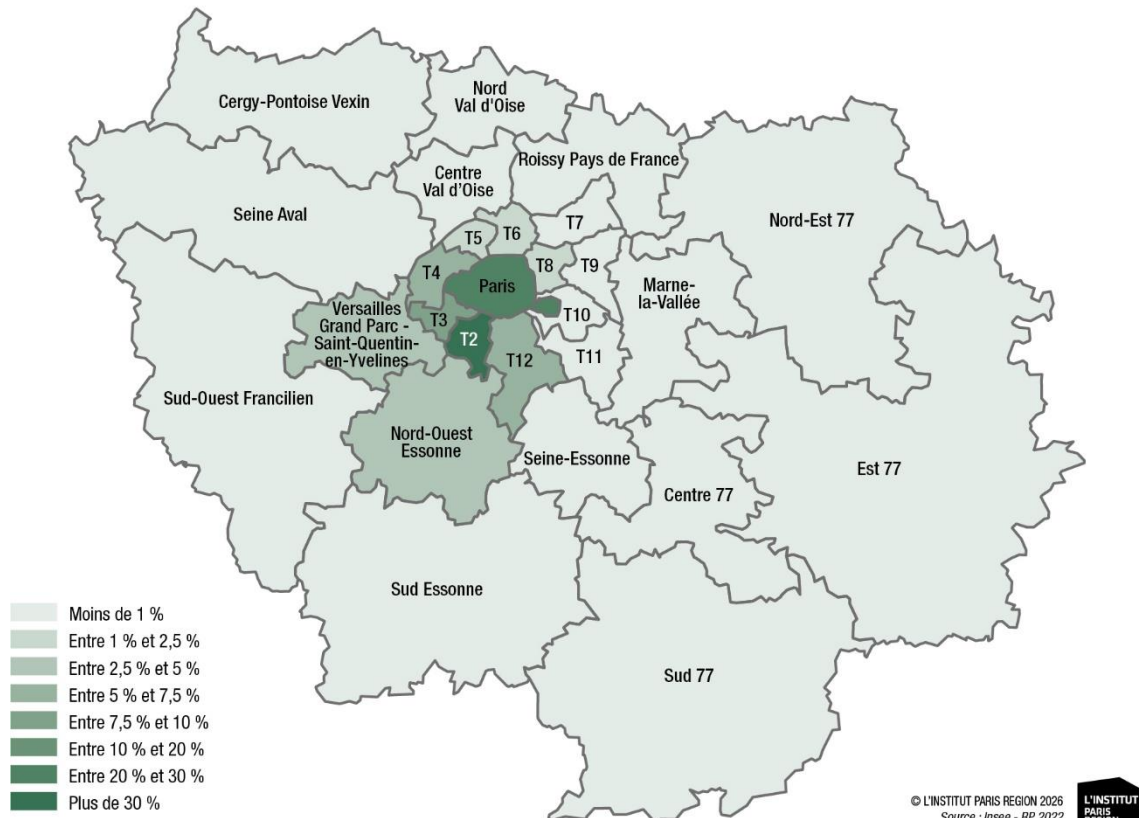 Cergy-Pontoise Vexin
Nord
Val d'Oise
Roissy Pays de France
Centre
Val d'Oise
Seine Aval
Nord-Est 77
T7
T5
T6
T4
T8
T9
Paris
Marne-
la-Vallée
Versailles
Grand Parc -
Saint-Quentin-
en-Yvelines
T3
T10
T2
T12
T11
Sud-Ouest Francilien
Nord-Ouest
Essonne
Seine-Essonne
Est 77
Centre 77
Sud Essonne
Sud 77
Moins de 1 %
Entre 1 % et 2,5 %
Entre 2,5 % et 5 %
Entre 5 % et 7,5 %
Entre 7,5 % et 10 %
Entre 10 % et 20 %
Entre 20 % et 30 %
Plus de 30 %
© L'INSTITUT PARIS REGION 2026
Source : Insee - RP 2022
L'INSTITUT
PARIS